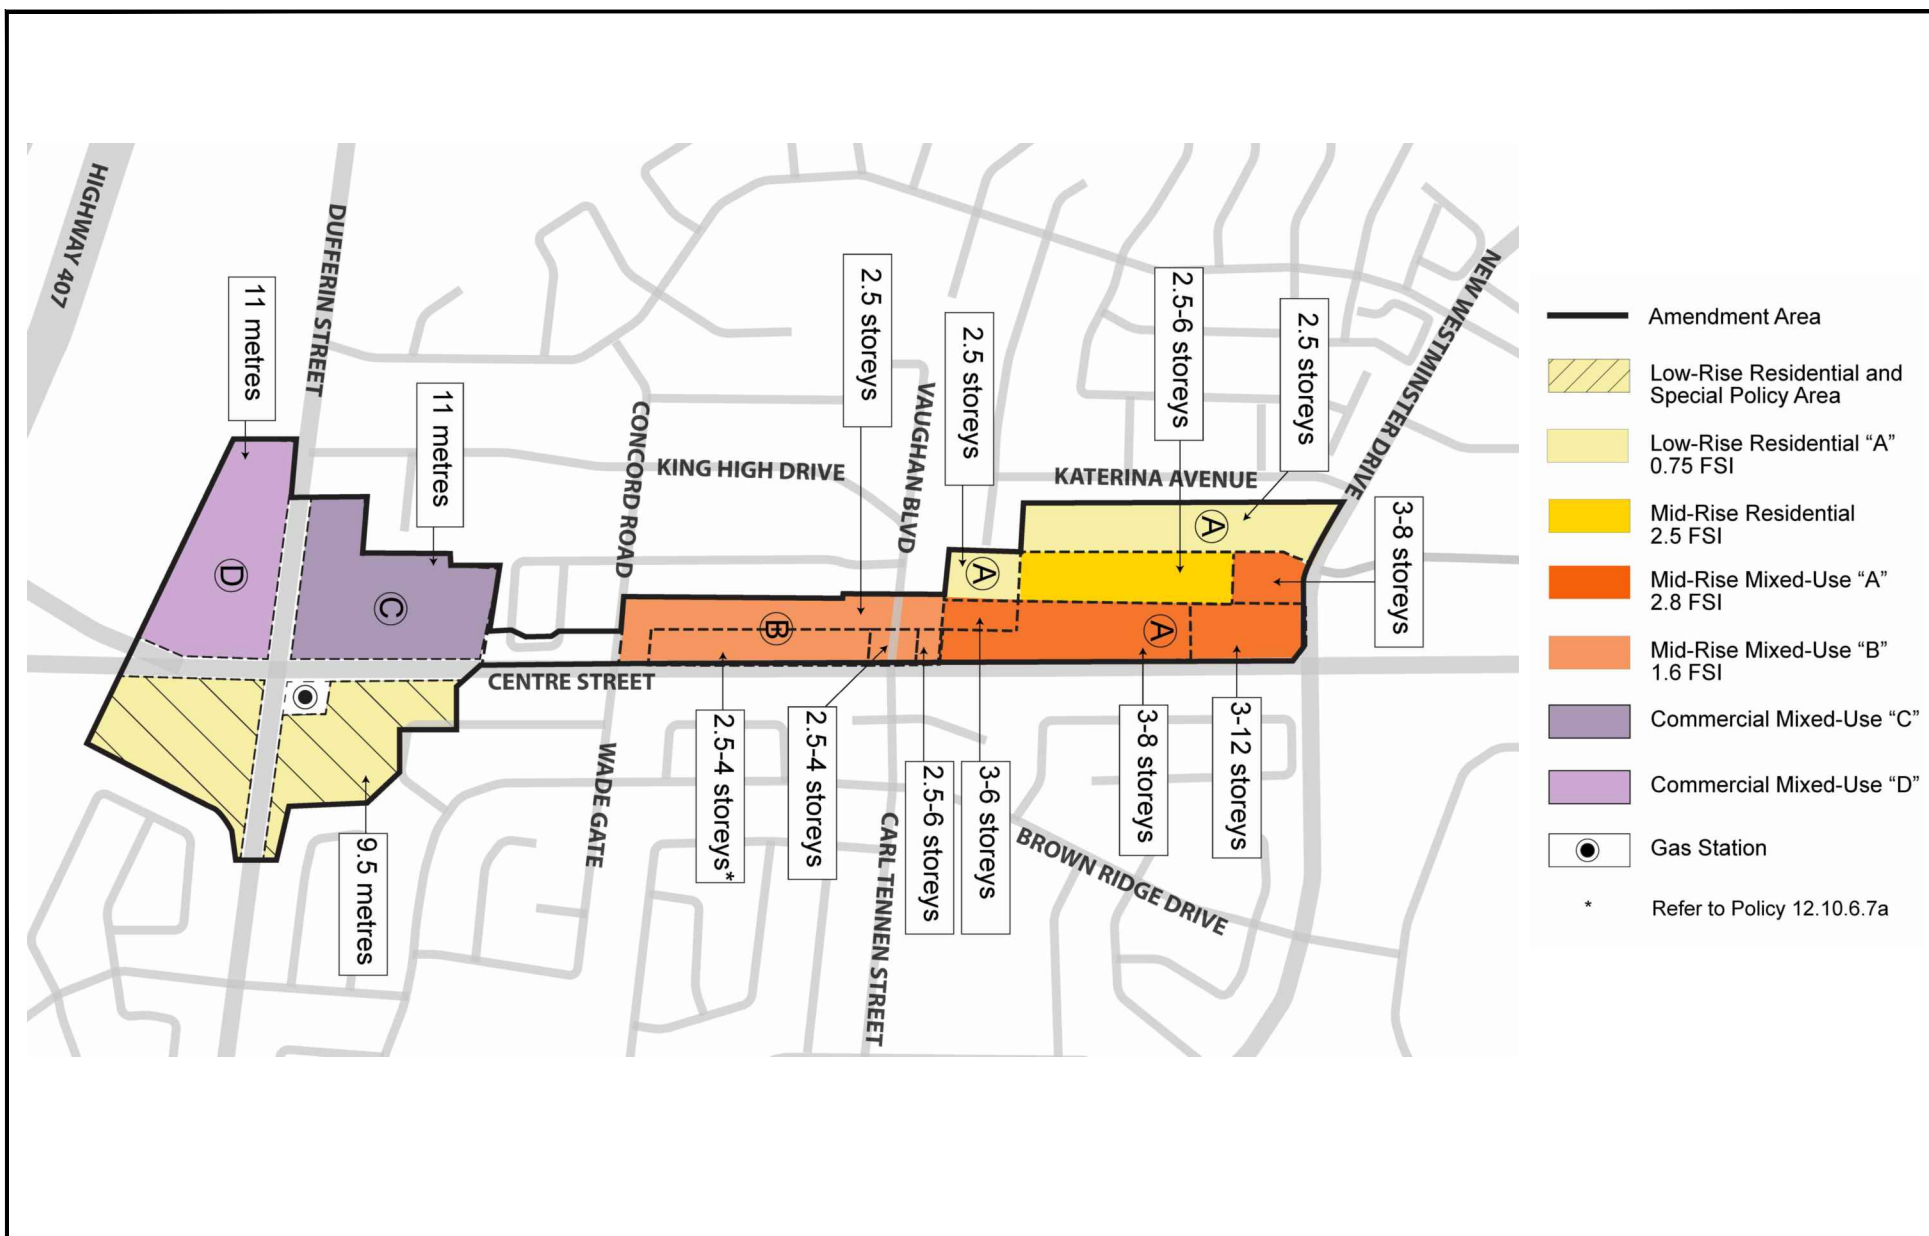 HIGHWAY 407
DUFFERIN STREET
11 metres
11 metres
CONCORD ROAD
KING HIGH DRIVE
2.5 storeys
VAUGHAN BLVD
2.5 storeys
2.5-6 storeys
2.5 storeys
KATERINA AVENUE
NEW WESTMINSTER DRIVE
3-8 storeys
D
C
B
A
A
A
CENTRE STREET
WADE GATE
9.5 metres
2.5-4 storeys*
2.5-4 storeys
CARL TENNEN STREET
2.5-6 storeys
3-6 storeys
3-8 storeys
3-12 storeys
BROWN RIDGE DRIVE
Amendment Area
Low-Rise Residential and
Special Policy Area
Low-Rise Residential “A”
0.75 FSI
Mid-Rise Residential
2.5 FSI
Mid-Rise Mixed-Use “A”
2.8 FSI
Mid-Rise Mixed-Use “B”
1.6 FSI
Commercial Mixed-Use “C”
Commercial Mixed-Use “D”
Gas Station
* Refer to Policy 12.10.6.7a